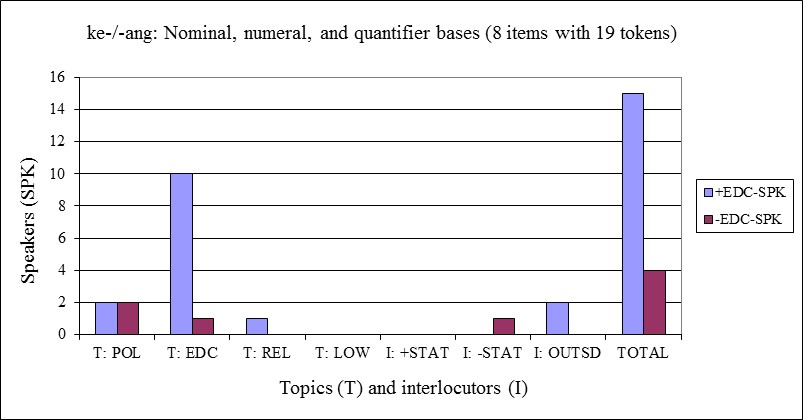 ke-/-ang: Nominal, numeral, and quantifier bases (8 items with 19 tokens)
Speakers (SPK)
16
14
12
10
8
6
4
2
0
T: POL T: EDC T: REL T: LOW I: +STAT I: -STAT I: OUTSD TOTAL
Topics (T) and interlocutors (I)
+EDC-SPK
-EDC-SPK